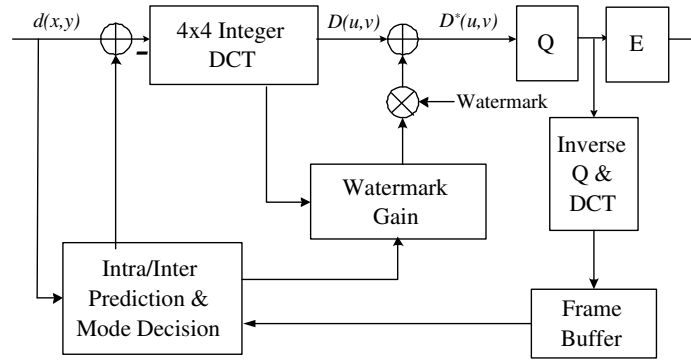 d(x,y)
-
4x4 Integer
DCT
D(u,v)
D*(u,v)
Q
E
Watermark
Watermark
Gain
Inverse
Q &
DCT
Intra/Inter
Prediction &
Mode Decision
Frame
Buffer